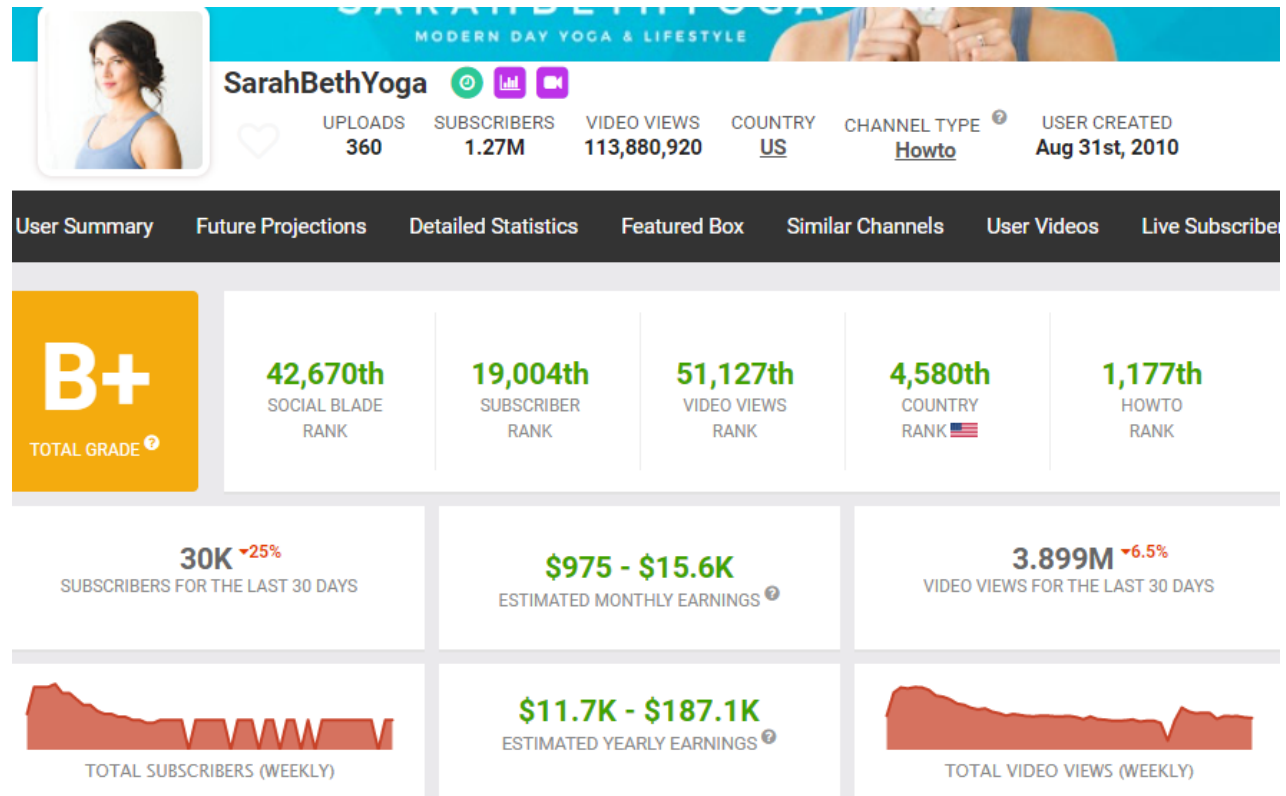 SARAHBETHYOGA
MODERN DAY YOGA & LIFESTYLE
SarahBethYoga
UPLOADS SUBSCRIBERS VIDEO VIEWS COUNTRY CHANNEL TYPE ? USER CREATED
360 1.27M 113,880,920 US Howto Aug 31st, 2010
User Summary Future Projections Detailed Statistics Featured Box Similar Channels User Videos Live Subscriber
B+
TOTAL GRADE ?
42,670th 19,004th 51,127th 4,580th 1,177th
SOCIAL BLADE SUBSCRIBER VIDEO VIEWS COUNTRY HOWTO
RANK RANK RANK RANK RANK
30K 25% $975 - $15.6K 3.899M 6.5%
SUBSCRIBERS FOR THE LAST 30 DAYS ESTIMATED MONTHLY EARNINGS ? VIDEO VIEWS FOR THE LAST 30 DAYS
$11.7K - $187.1K
ESTIMATED YEARLY EARNINGS ?
TOTAL SUBSCRIBERS (WEEKLY) TOTAL VIDEO VIEWS (WEEKLY)